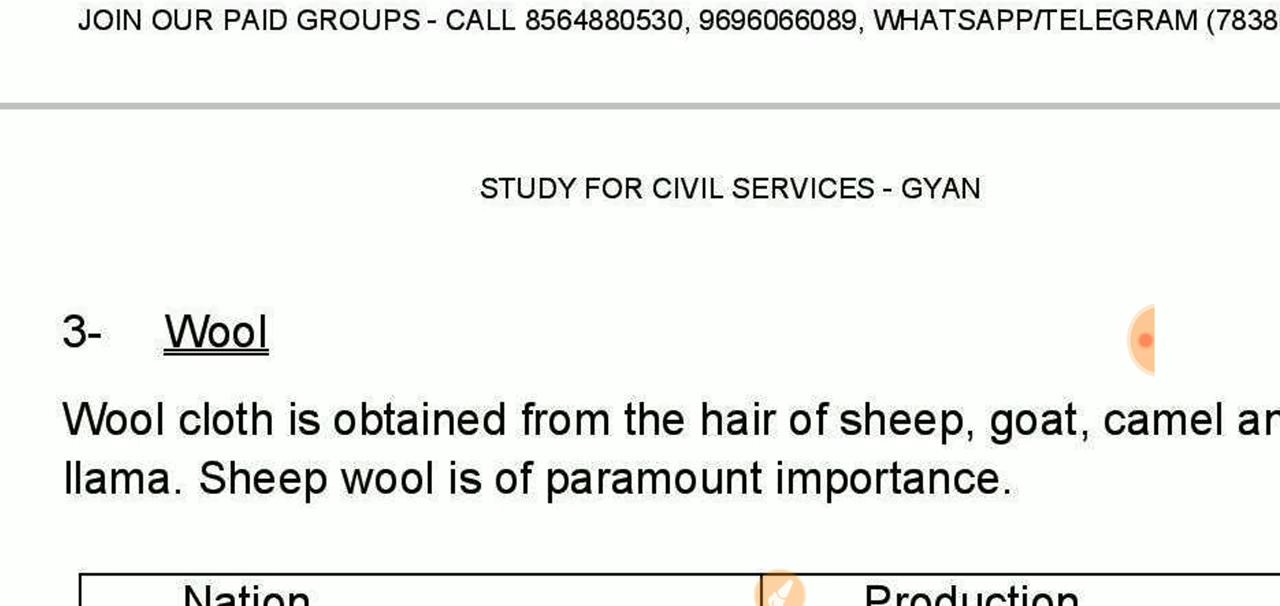 JOIN OUR PAID GROUPS - CALL 8564880530, 9696066089, WHATSAPP/TELEGRAM (7838
STUDY FOR CIVIL SERVICES - GYAN
3- Wool
Wool cloth is obtained from the hair of sheep, goat, camel
llama. Sheep wool is of paramount importance.
Nation Production